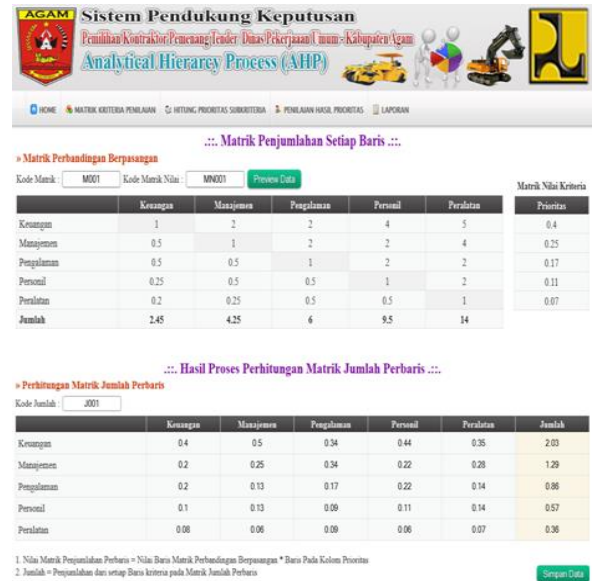 AGAM
Sistem Pendukung Keputusan
Pemilihan Kontraktor Pemenang Tender Dinas Pekerjaaan Umum - Kabupaten Agam
Analytical Hierarcy Process (AHP)
HOME MATRIK KRITERIA PENILAIAN HITUNG PRIORITAS SUBKRITERIA PENILAIAN HASIL PRIORITAS LAPORAN
.::. Matrik Penjumlahan Setiap Baris .::.
» Matrik Perbandingan Berpasangan
Kode Matrik : M001 Kode Matrik Nilai : MN001 Preview Data
Matrik Nilai Kriteria
Keuangan Manajemen Pengalaman Personil Peralatan Prioritas
Keuangan 1 2 2 4 5 0.4
Manajemen 0.5 1 2 2 4 0.25
Pengalaman 0.5 0.5 1 2 2 0.17
Personil 0.25 0.5 0.5 1 2 0.11
Peralatan 0.2 0.25 0.5 0.5 1 0.07
Jumlah 2.45 4.25 6 9.5 14
.::. Hasil Proses Perhitungan Matrik Jumlah Perbaris .::.
» Perhitungan Matrik Jumlah Perbaris
Kode Jumlah : J001
Keuangan Manajemen Pengalaman Personil Peralatan Jumlah
Keuangan 0.4 0.5 0.34 0.44 0.35 2.03
Manajemen 0.2 0.25 0.34 0.22 0.28 1.29
Pengalaman 0.2 0.13 0.17 0.22 0.14 0.86
Personil 0.1 0.13 0.09 0.11 0.14 0.57
Peralatan 0.08 0.06 0.09 0.06 0.07 0.36
1. Nilai Matrik Penjumlahan Perbaris = Nilai Baris Matrik Perbandingan Berpasangan * Baris Pada Kolom Prioritas
2. Jumlah = Penjumlahan dari setiap Baris kriteria pada Matrik Jumlah Perbaris
Simpan Data